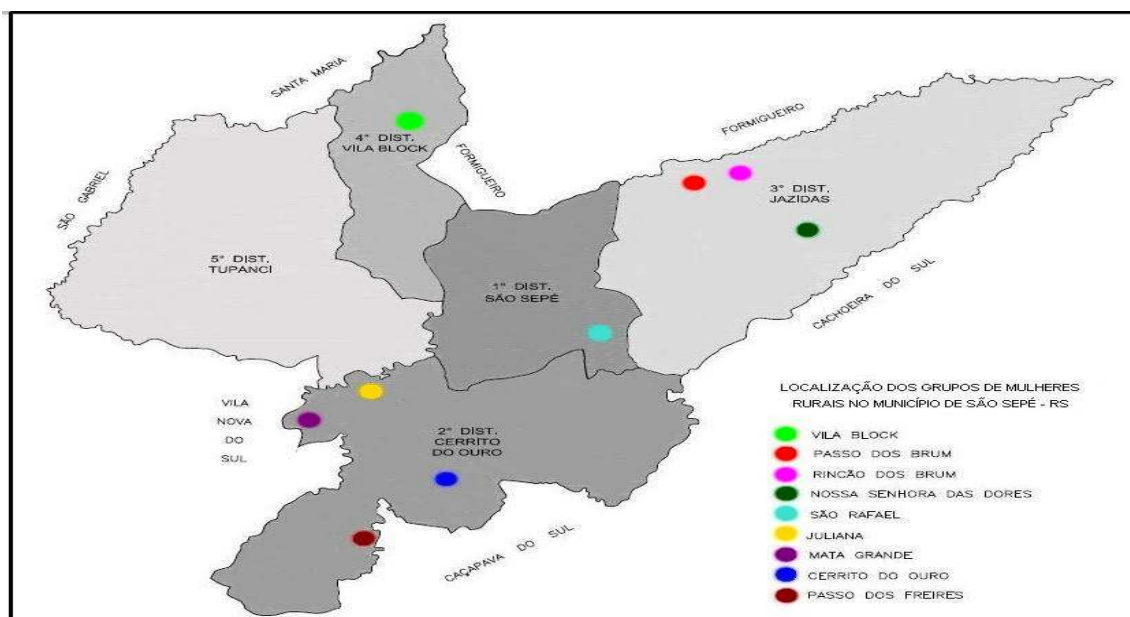 SANTA MARIA
FORMIGUEIRO
4° DIST.
VILA BLOCK
FORMIGUEIRO
3° DIST.
JAZIDAS
SÃO GABRIEL
5° DIST.
TUPANCÍ
1° DIST.
SÃO SEPÉ
CACHOEIRA DO SUL
VILA
NOVA
DO
SUL
2° DIST.
CERRITO
DO OURO
CAÇAPAVA DO SUL
LOCALIZAÇÃO DOS GRUPOS DE MULHERES
RURAIS NO MUNICÍPIO DE SÃO SEPÉ - RS
VILA BLOCK
PASSO DOS BRUM
RINCÃO DOS BRUM
NOSSA SENHORA DAS DORES
SÃO RAFAEL
JULIANA
MATA GRANDE
CERRITO DO OURO
PASSO DOS FREIRES